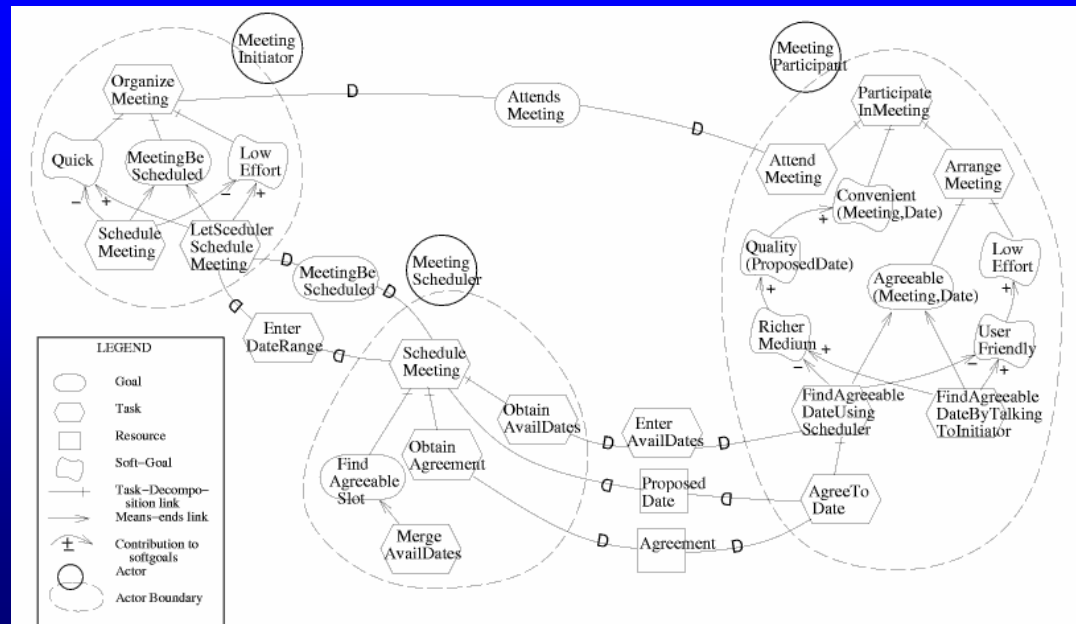 Meeting
Initiator
Organize
Meeting
Quick
MeetingBe
Scheduled
Low
Effort
−
+
−
+
Schedule
Meeting
LetSceduler
Schedule
Meeting
D
Attends
Meeting
D
Meeting
Participant
Participate
InMeeting
Attend
Meeting
Arrange
Meeting
Convenient
(Meeting,Date)
+
Quality
(ProposedDate)
Agreeable
(Meeting,Date)
Low
Effort
+
+
Richer
Medium
User
Friendly
+
−
−
+
FindAgreeable
DateUsing
Scheduler
FindAgreeable
DateByTalking
ToInitiator
AgreeTo
Date
D
MeetingBe
Scheduled
D
Meeting
Scheduler
D
Enter
DateRange
D
Schedule
Meeting
Obtain
AvailDates
Obtain
Agreement
Find
Agreeable
Slot
Merge
AvailDates
D
Enter
AvailDates
D
D
Proposed
Date
D
D
Agreement
D
LEGEND
Goal
Task
Resource
Soft−Goal
Task−Decompo−
sition link
Means−ends link
±
Contribution to
softgoals
Actor
Actor Boundary